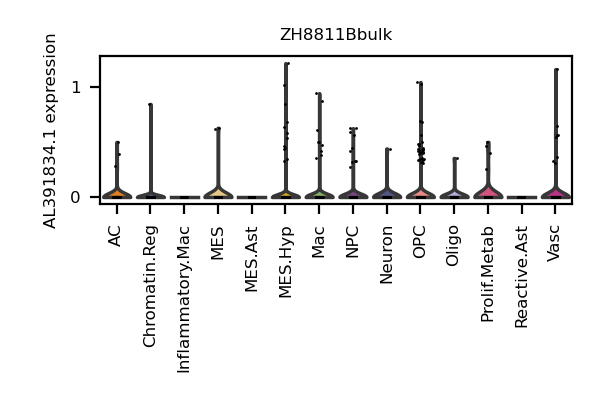 ZH8811Bbulk
AL391834.1 expression
1
0
AC
Chromatin.Reg
Inflammatory.Mac
MES
MES.Ast
MES.Hyp
Mac
NPC
Neuron
OPC
Oligo
Prolif.Metab
Reactive.Ast
Vasc